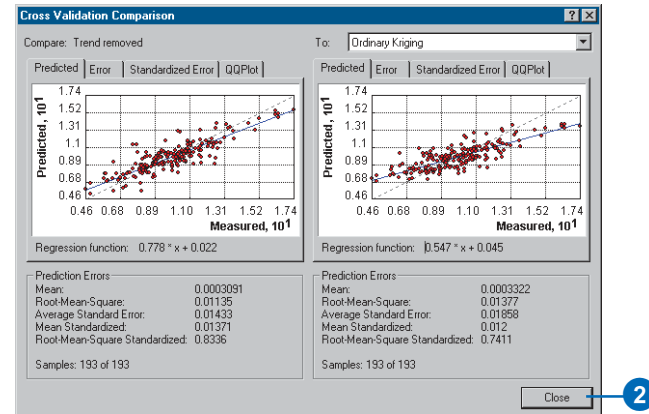 Cross Validation Comparison
Compare: Trend removed
To: Ordinary Kriging
Predicted Error Standardized Error QQPlot
Predicted, 10¹
1.74
1.52
1.31
1.1
0.89
0.68
0.46
0.46 0.68 0.89 1.10 1.31 1.52 1.74
Measured, 10¹
Regression function: 0.778 * x + 0.022
Prediction Errors
Mean: 0.0003091
Root-Mean-Square: 0.01135
Average Standard Error: 0.01433
Mean Standardized: 0.01371
Root-Mean-Square Standardized: 0.8336
Samples: 193 of 193
Predicted Error Standardized Error QQPlot
Predicted, 10¹
1.74
1.52
1.31
1.1
0.89
0.68
0.46
0.46 0.68 0.89 1.10 1.31 1.52 1.74
Measured, 10¹
Regression function: 0.547 * x + 0.045
Prediction Errors
Mean: 0.0003322
Root-Mean-Square: 0.01377
Average Standard Error: 0.01858
Mean Standardized: 0.012
Root-Mean-Square Standardized: 0.7411
Samples: 193 of 193
Close
2